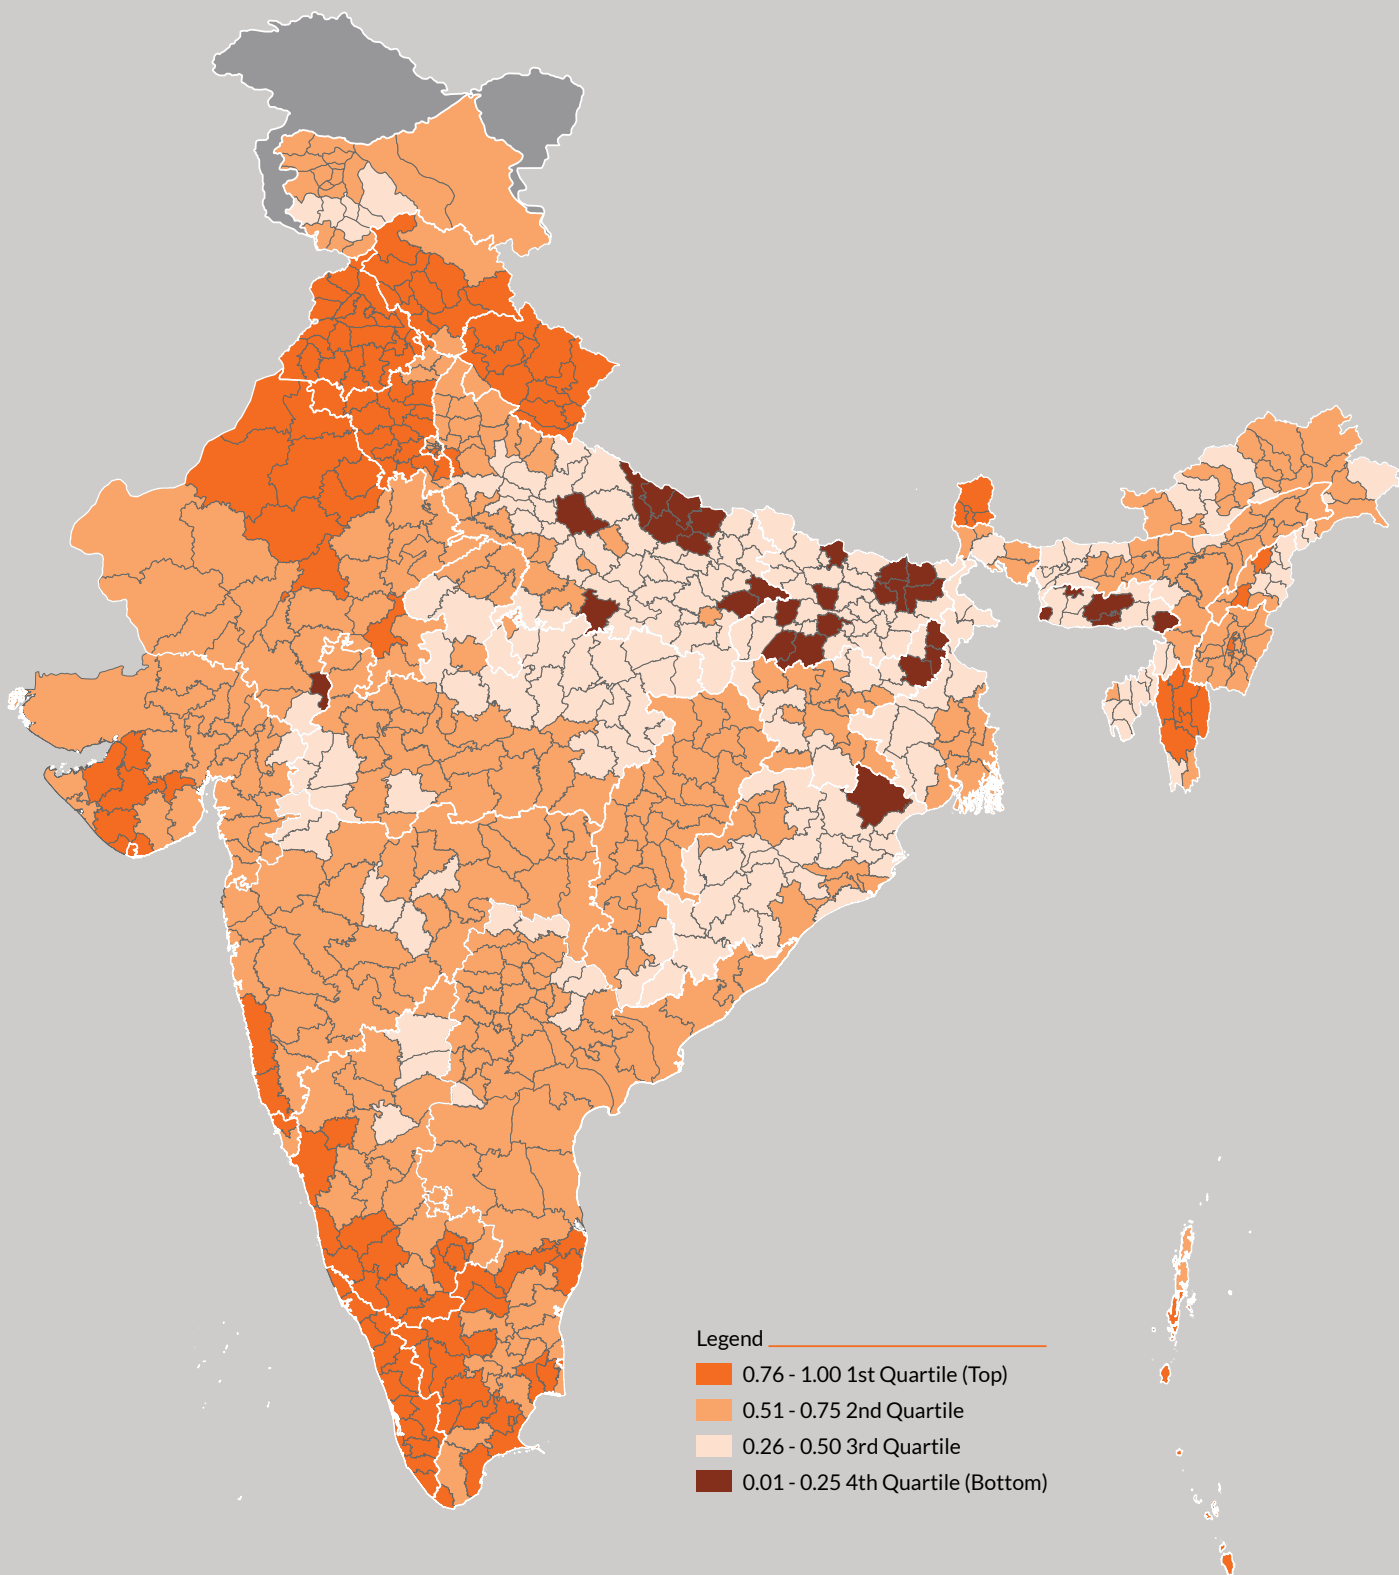 Legend
0.76 - 1.00 1st Quartile (Top)
0.51 - 0.75 2nd Quartile
0.26 - 0.50 3rd Quartile
0.01 - 0.25 4th Quartile (Bottom)